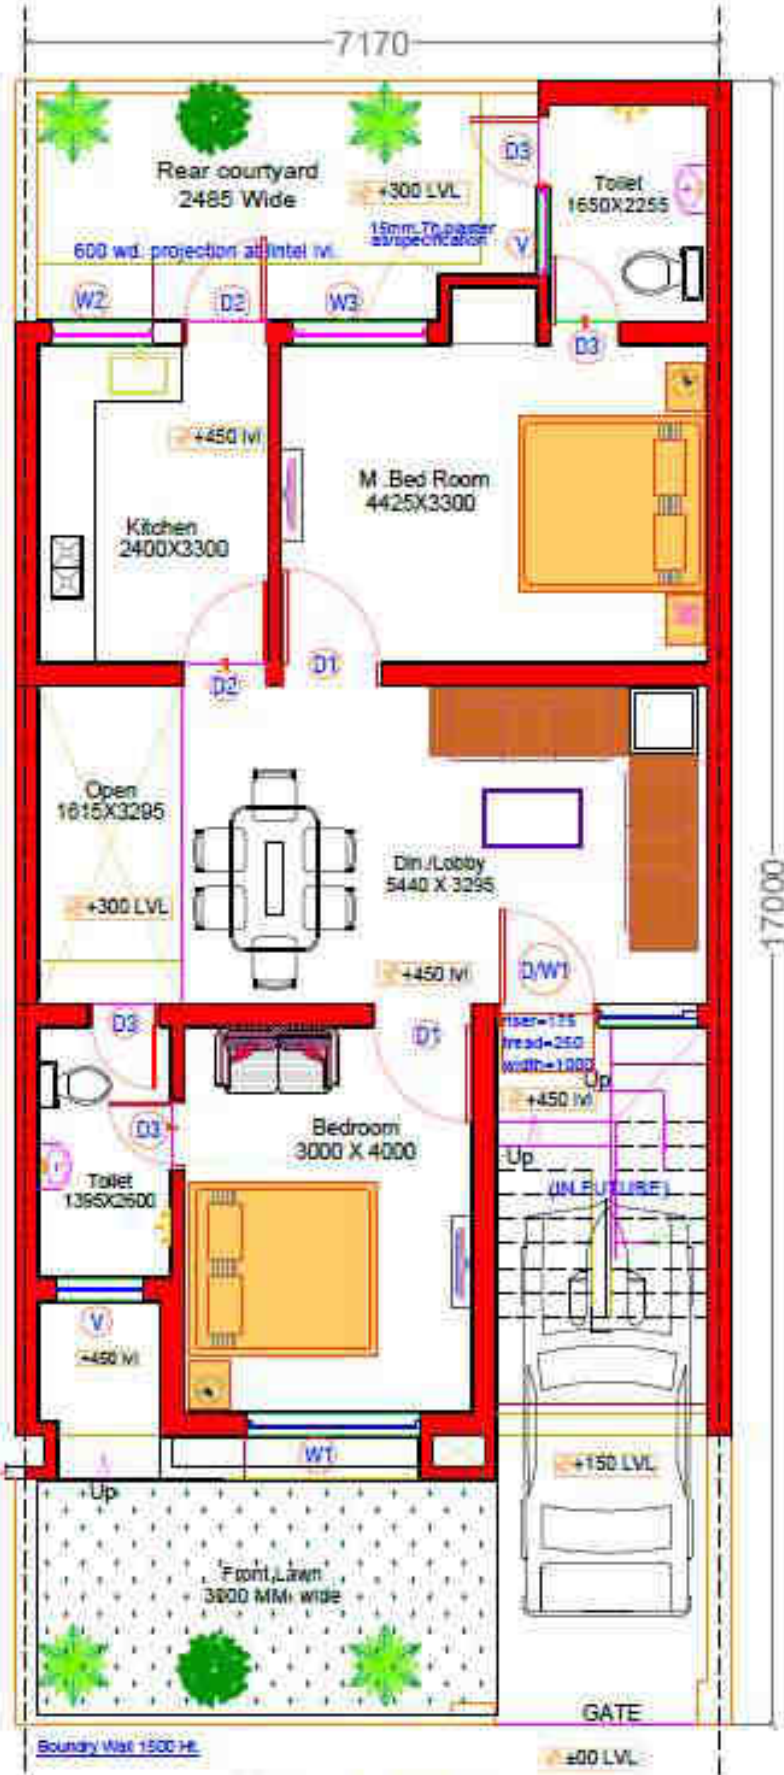 7170
Rear courtyard
2485 Wide
+300 LVL
D3
Toilet
1650X2255
15mm.Th.plaster
as/specification
600 wd. projection at lintel lvl.
V
W2
D2
W3
D3
+450 lvl
M .Bed Room
4425X3300
Kitchen
2400X3300
D2
D1
Open
1615X3295
Din./Lobby
5440 X 3295
17000
+300 LVL
+450 lvl
D/W1
D3
D1
riser=175
tread=250
width=1000
Up
+450 lvl
D3
Bedroom
3000 X 4000
Up
Toilet
1395X2600
(IN FUTURE)
V
+450 lvl
W1
+150 LVL
Up
Front Lawn
3000 MM. wide
GATE
Boundry Wall 1500 Ht.
±00 LVL